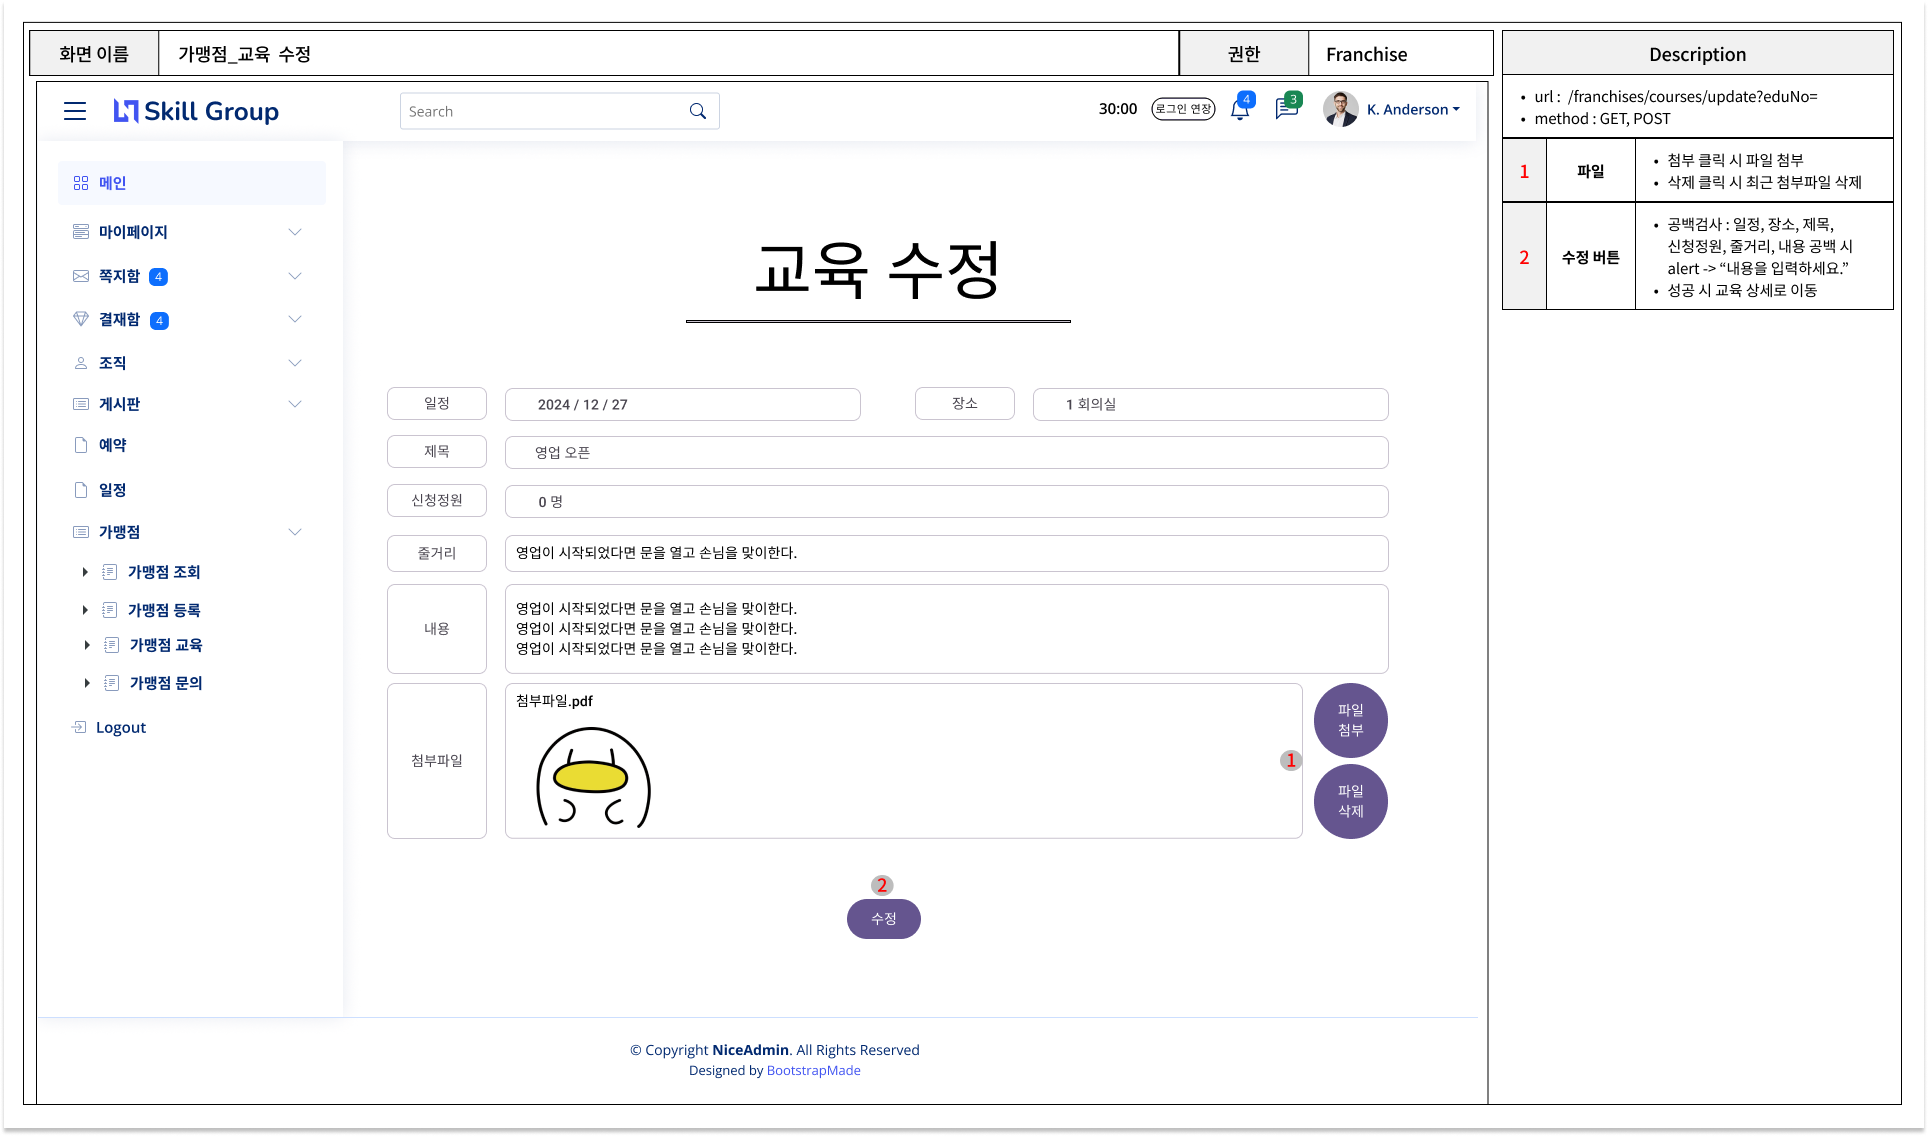 화면 이름
가맹점_교육 수정
권한
Franchise
Description
Skill Group
Search
30:00
로그인 연장
4
3
K. Anderson
• url : /franchises/courses/update?eduNo=
• method : GET, POST
1
파일
• 첨부 클릭 시 파일 첨부
• 삭제 클릭 시 최근 첨부파일 삭제
2
수정 버튼
• 공백검사 : 일정, 장소, 제목,
신청정원, 줄거리, 내용 공백 시
alert -> “내용을 입력하세요.”
• 성공 시 교육 상세로 이동
메인
마이페이지
쪽지함 4
결재함 4
조직
게시판
예약
일정
가맹점
가맹점 조회
가맹점 등록
가맹점 교육
가맹점 문의
Logout
교육 수정
일정
2024 / 12 / 27
장소
1 회의실
제목
영업 오픈
신청정원
0 명
줄거리
영업이 시작되었다면 문을 열고 손님을 맞이한다.
내용
영업이 시작되었다면 문을 열고 손님을 맞이한다.
영업이 시작되었다면 문을 열고 손님을 맞이한다.
영업이 시작되었다면 문을 열고 손님을 맞이한다.
첨부파일
첨부파일.pdf
1
파일
첨부
파일
삭제
2
수정
© Copyright NiceAdmin. All Rights Reserved
Designed by BootstrapMade